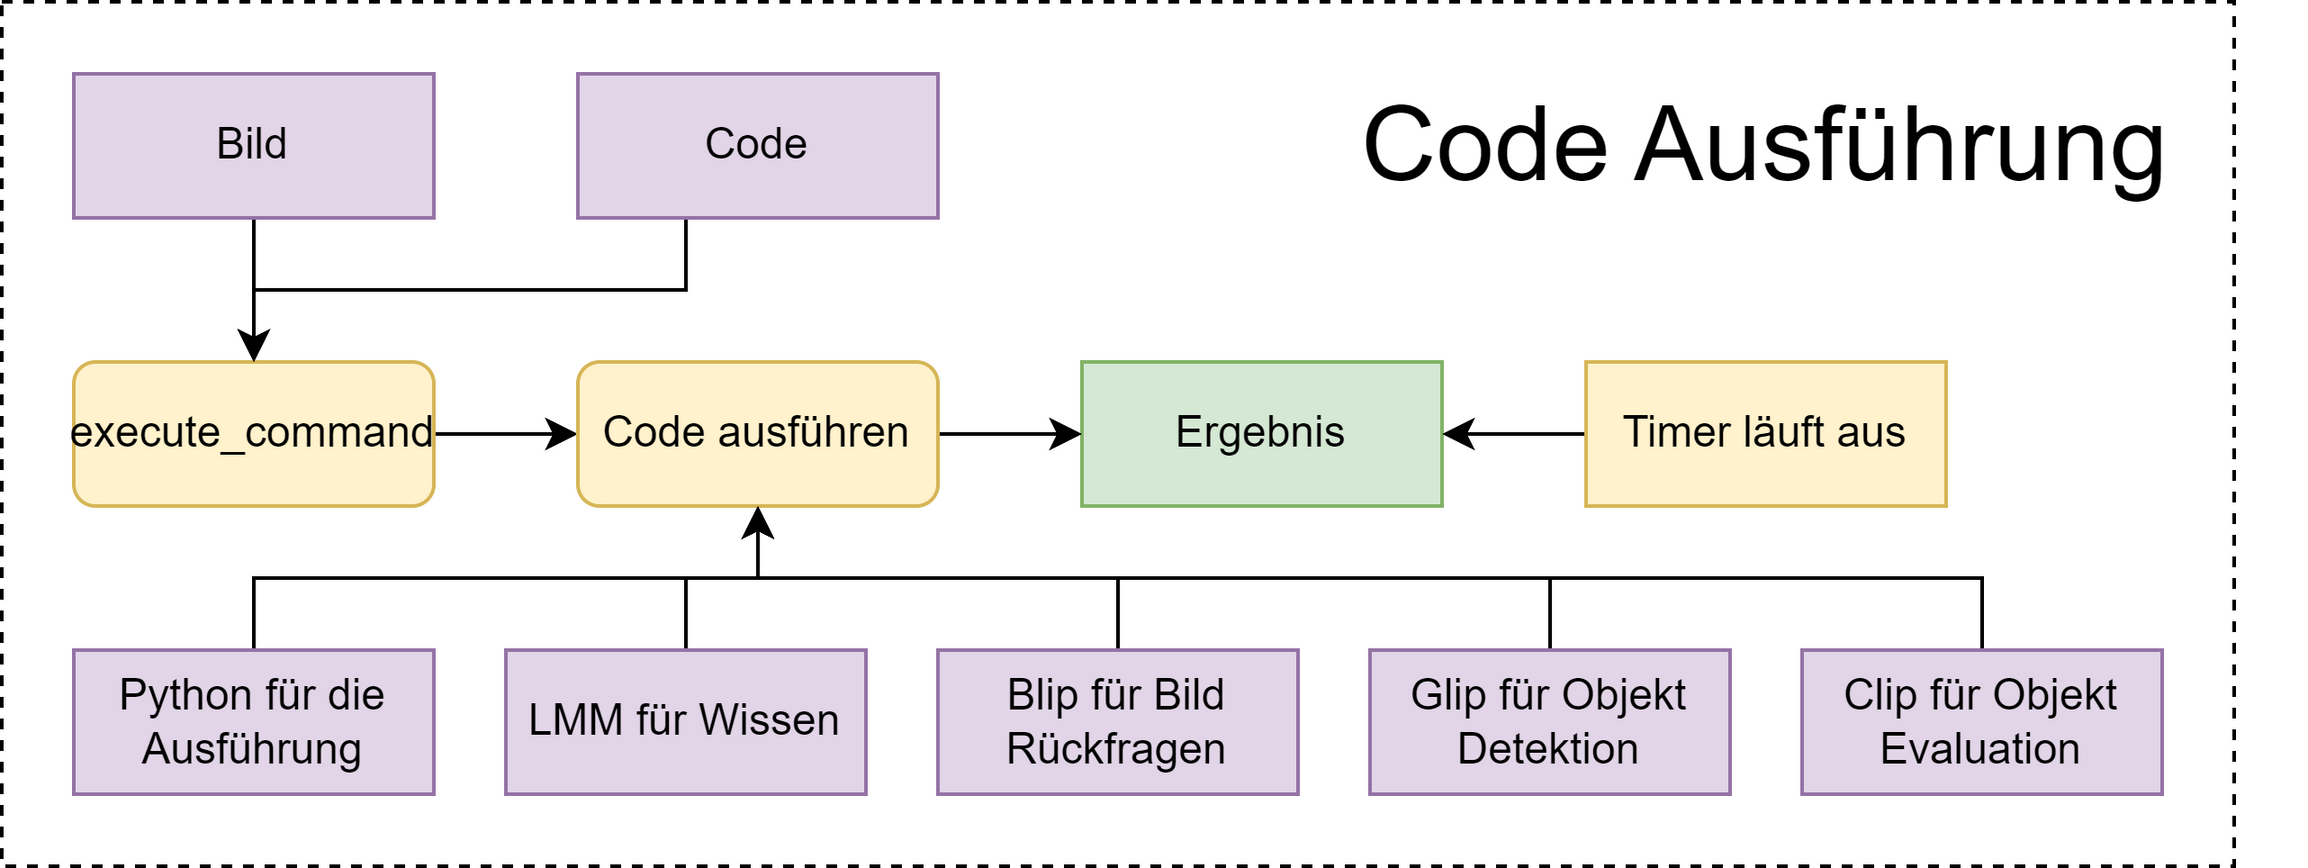 Bild
Code
Code Ausführung
execute_command
Code ausführen
Ergebnis
Timer läuft aus
Python für die
Ausführung
LMM für Wissen
Blip für Bild
Rückfragen
Glip für Objekt
Detektion
Clip für Objekt
Evaluation